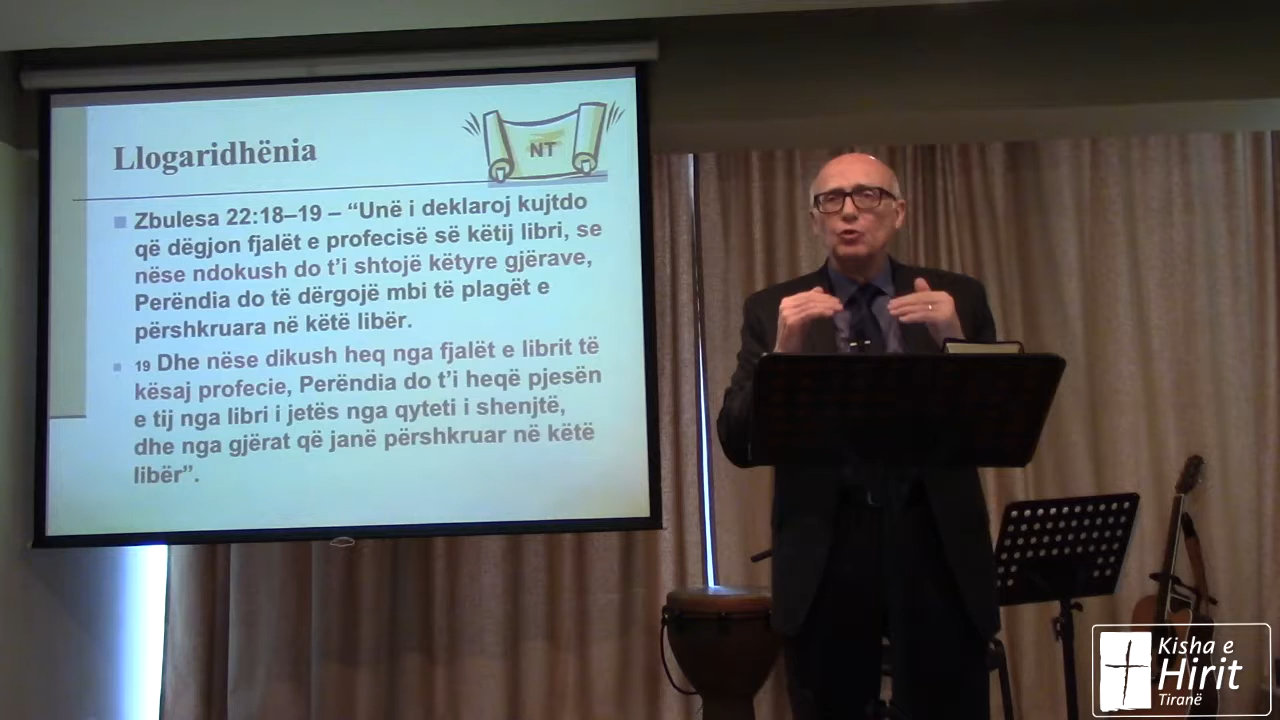 Llogaridhënia
NT
Zbulesa 22:18–19 – “Unë i deklaroj kujtdo
që dëgjon fjalët e profecisë së këtij libri, se
nëse ndokush do t’i shtojë këtyre gjërave,
Perëndia do të dërgojë mbi të plagët e
përshkruara në këtë libër.
19 Dhe nëse dikush heq nga fjalët e librit të
kësaj profecie, Perëndia do t’i heqë pjesën
e tij nga libri i jetës nga qyteti i shenjtë,
dhe nga gjërat që janë përshkruar në këtë
libër”.
Kisha e
Hirit
Tiranë